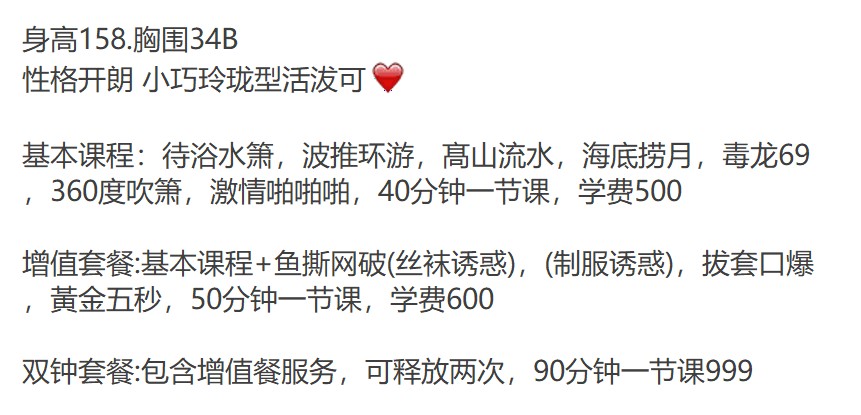 身高158.胸围34B
性格开朗 小巧玲珑型活泼可❤️
基本课程：待浴水箫，波推环游，髙山流水，海底捞月，毒龙69
，360度吹箫，激情啪啪啪，40分钟一节课，学费500
增值套餐:基本课程+鱼撕网破(丝袜诱惑)，(制服诱惑)，拔套口爆
，黃金五秒，50分钟一节课，学费600
双钟套餐:包含增值餐服务，可释放两次，90分钟一节课999